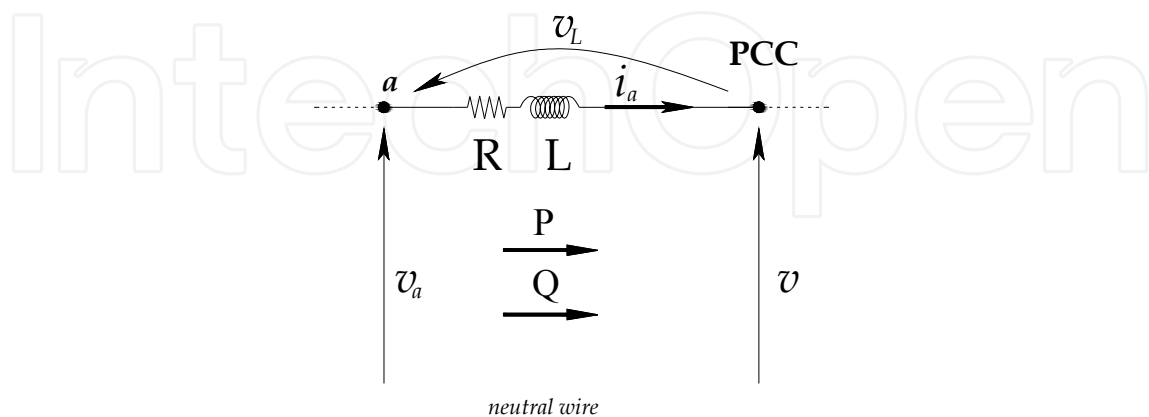 IntechOpen
v_L
PCC
a
i_a
R L
P
Q
v_a
v
neutral wire